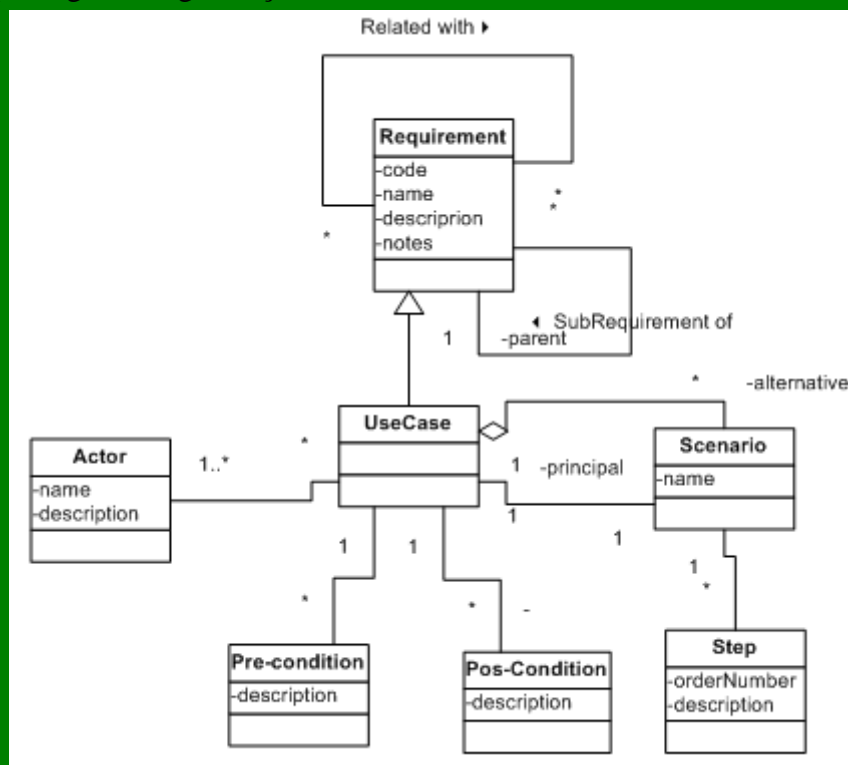 Related with ▶
Requirement
-code
-name
-descriprion
-notes
*
*
*
◀ SubRequirement of
1
-parent
*
-alternative
UseCase
Scenario
-name
Actor
-name
-description
1..*
*
1
-principal
1
1
1
1
1
*
*
*
-
Pre-condition
-description
Pos-Condition
-description
Step
-orderNumber
-description